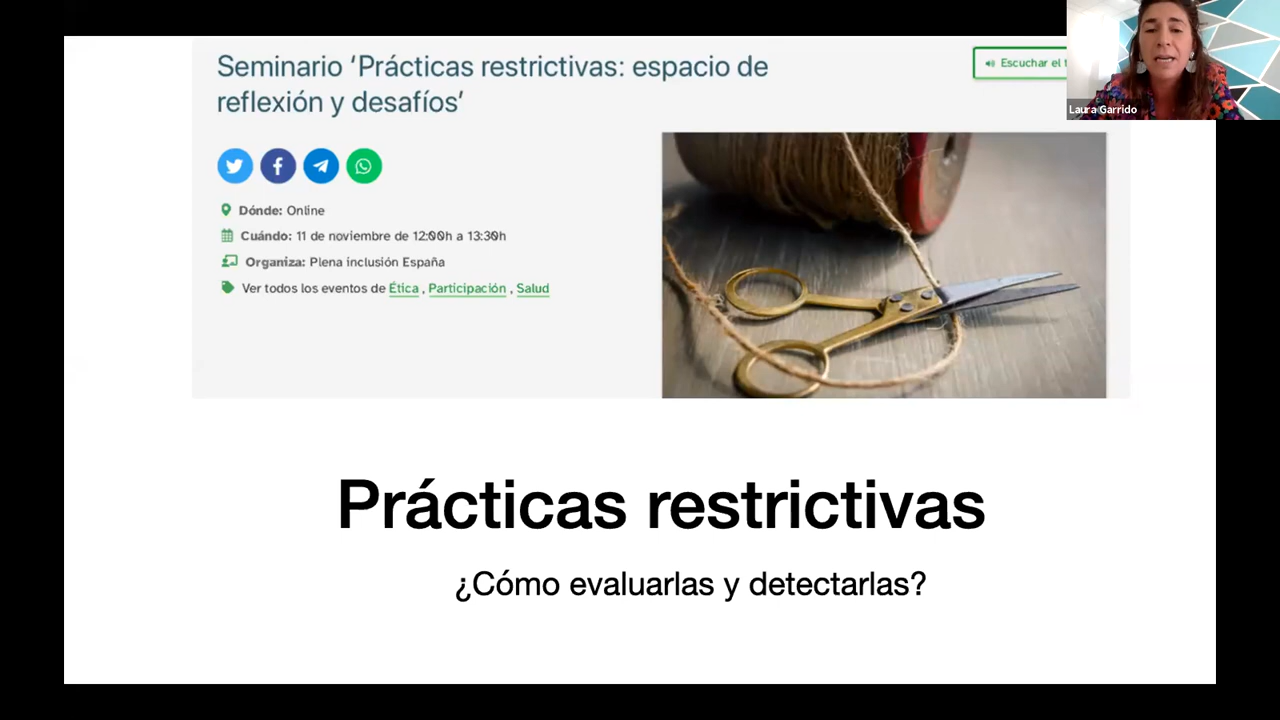 Seminario ‘Prácticas restrictivas: espacio de
reflexión y desafíos’
Escuchar el
Laura Garrido
Dónde: Online
Cuándo: 11 de noviembre de 12:00h a 13:30h
Organiza: Plena inclusión España
Ver todos los eventos de Ética , Participación , Salud
Prácticas restrictivas
¿Cómo evaluarlas y detectarlas?